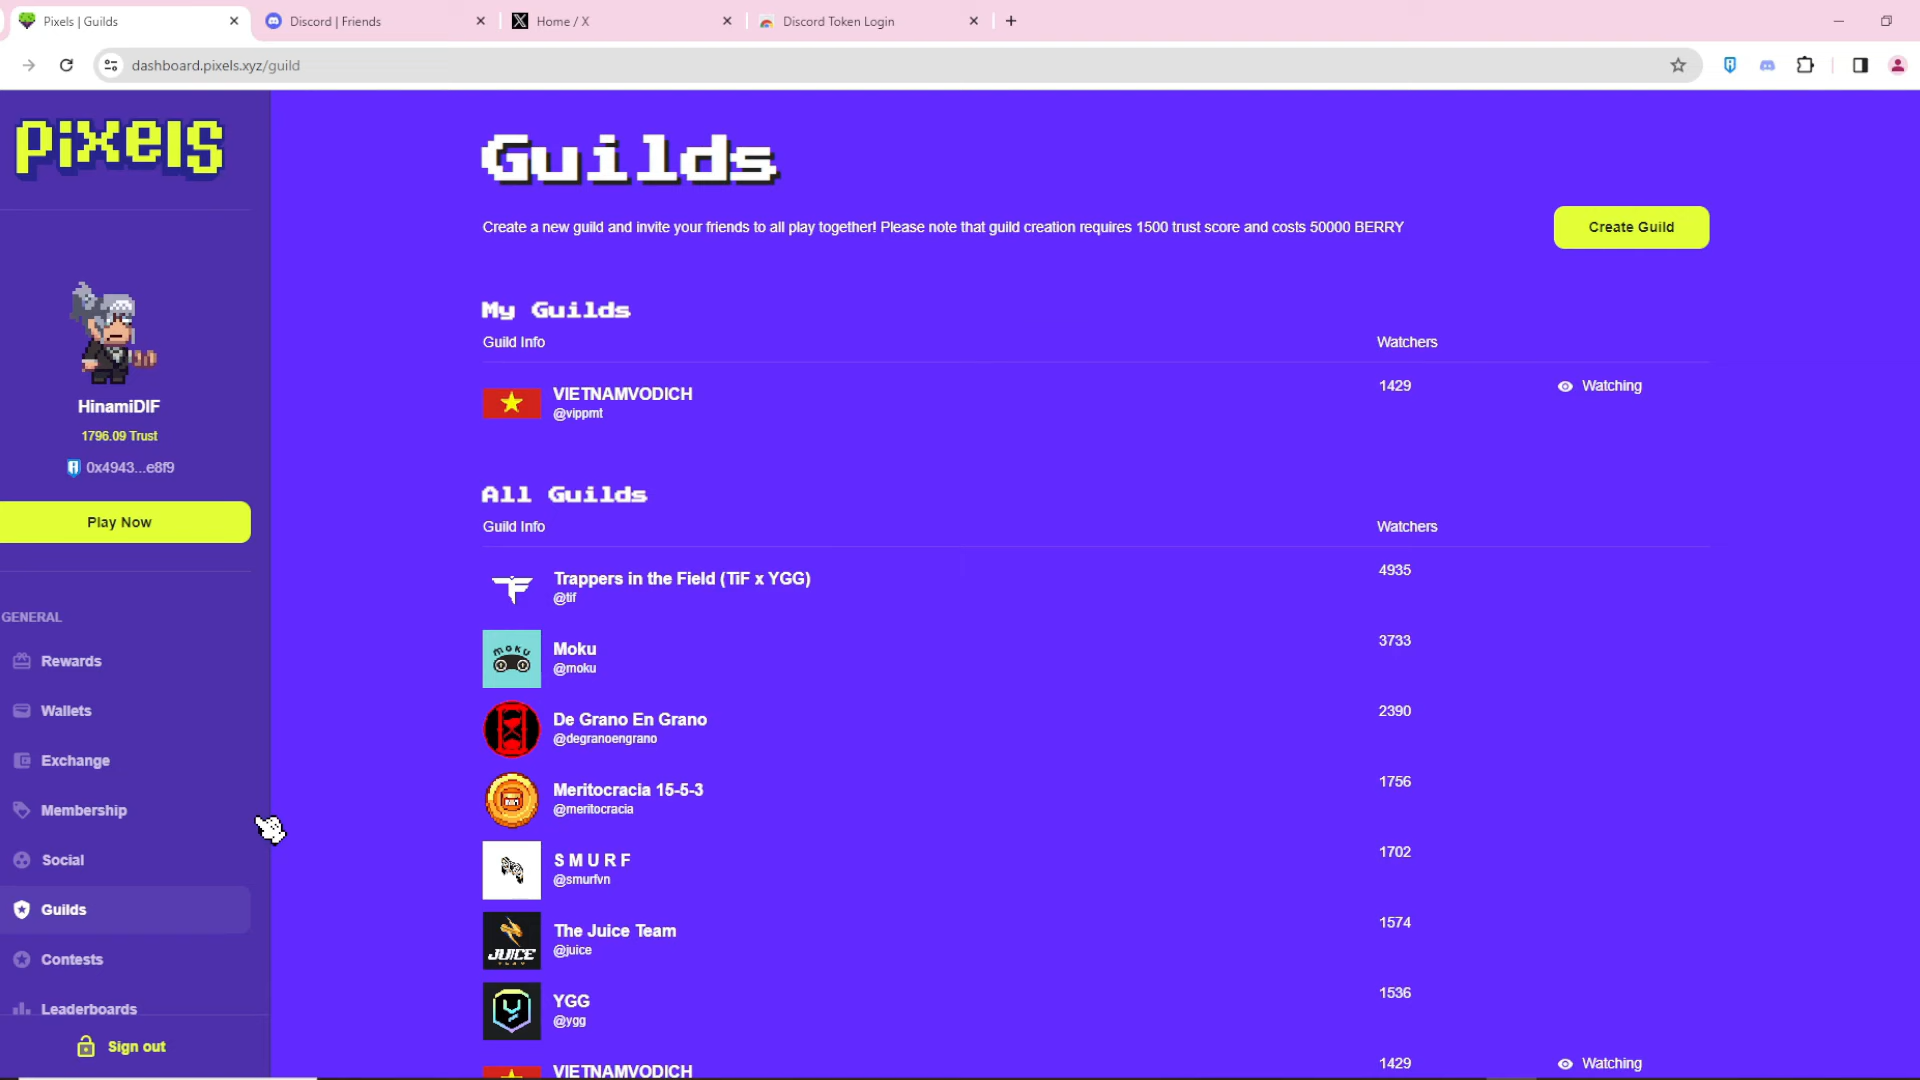 Pixels | Guilds
Discord | Friends
Home / X
Discord Token Login
dashboard.pixels.xyz/guild
pixels
HinamiDIF
1796.09 Trust
0x4943...e8f9
Play Now
GENERAL
Rewards
Wallets
Exchange
Membership
Social
Guilds
Contests
Leaderboards
Sign out
Guilds
Create a new guild and invite your friends to all play together! Please note that guild creation requires 1500 trust score and costs 50000 BERRY
Create Guild
My Guilds
Guild Info Watchers
VIETNAMVODICH 1429 Watching
@vippmt
All Guilds
Guild Info Watchers
Trappers in the Field (TiF x YGG) 4935
@tif
MOKU
Moku 3733
@moku
De Grano En Grano 2390
@degranoengrano
Meritocracia 15-5-3 1756
@meritocracia
S M U R F 1702
@smurfvn
JUICE
The Juice Team 1574
@juice
YGG 1536
@ygg
VIETNAMVODICH 1429 Watching